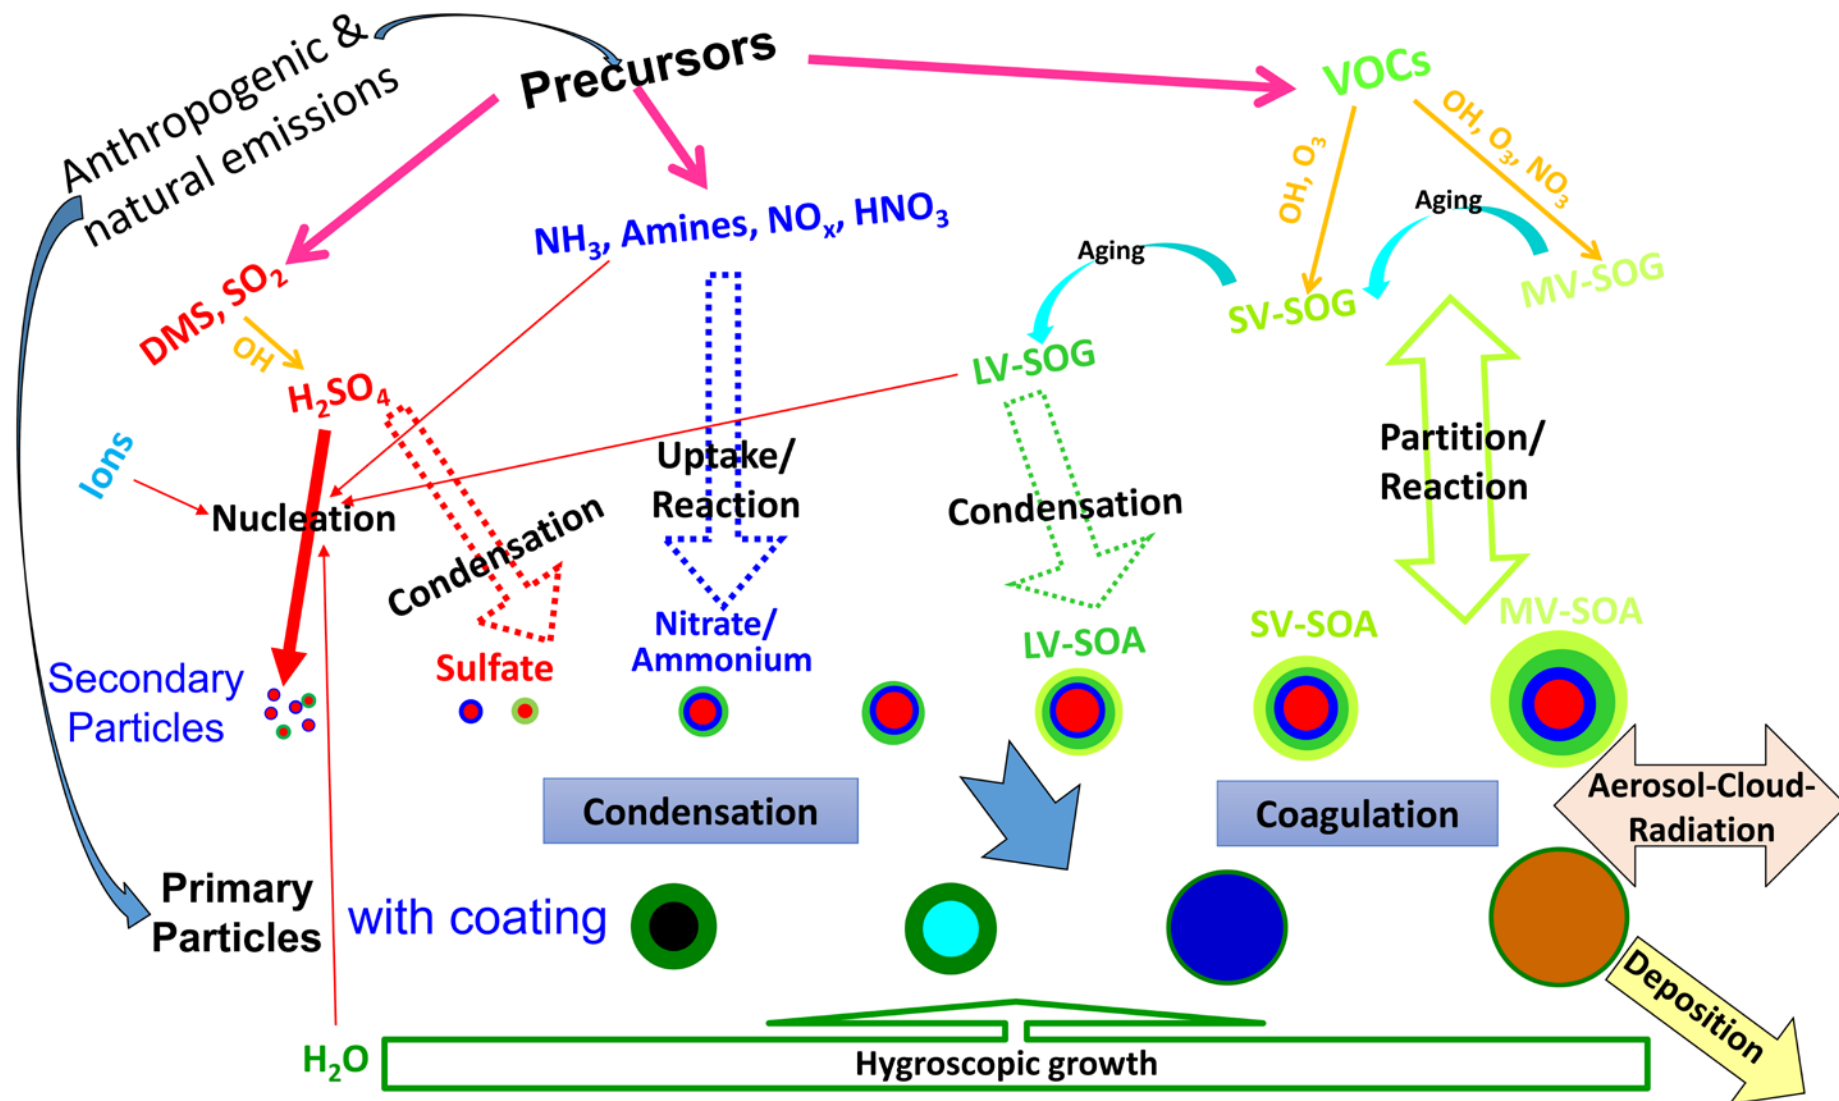 Anthropogenic &
natural emissions
Precursors
VOCs
OH, O₃
OH, O₃, NO₃
Aging
Aging
NH₃, Amines, NOₓ, HNO₃
DMS, SO₂
OH
MV-SOG
SV-SOG
LV-SOG
H₂SO₄
Ions
Nucleation
Condensation
Uptake/
Reaction
Condensation
Partition/
Reaction
Secondary
Particles
Sulfate
Nitrate/
Ammonium
LV-SOA
SV-SOA
MV-SOA
Condensation
Coagulation
Aerosol-Cloud-
Radiation
Primary
Particles
with coating
Deposition
H₂O
Hygroscopic growth